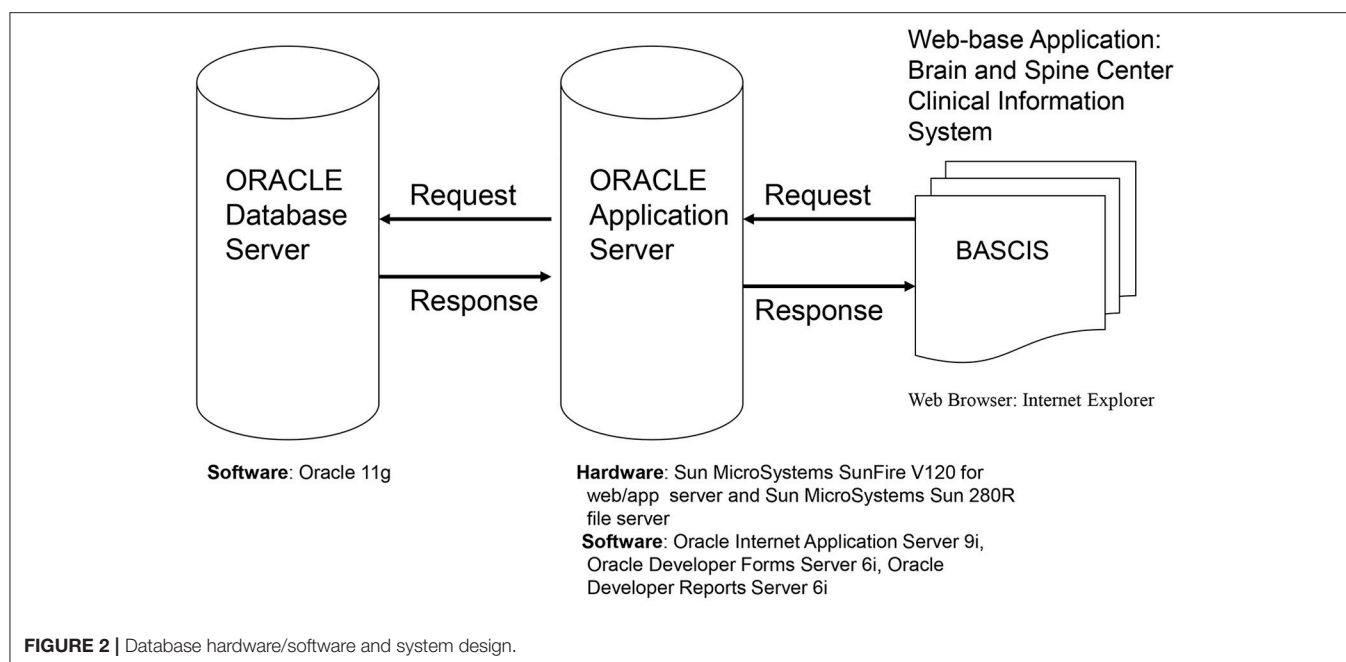 Web-base Application:
Brain and Spine Center
Clinical Information
System
ORACLE
Database
Server
Request
Response
ORACLE
Application
Server
Request
Response
BASCIS
Web Browser: Internet Explorer
Software: Oracle 11g
Hardware: Sun MicroSystems SunFire V120 for
web/app server and Sun MicroSystems Sun 280R
file server
Software: Oracle Internet Application Server 9i,
Oracle Developer Forms Server 6i, Oracle
Developer Reports Server 6i
FIGURE 2 | Database hardware/software and system design.